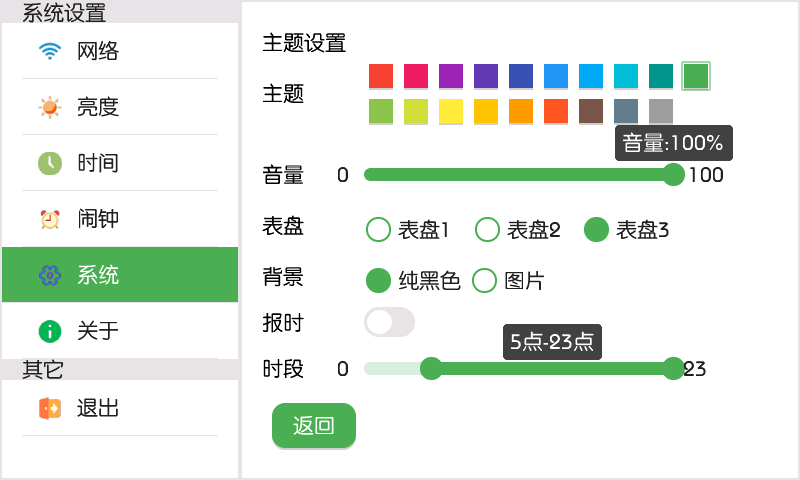 系统设置
网络
亮度
时间
闹钟
系统
关于
其它
退出
主题设置
主题
音量:100%
音量 0 100
表盘 表盘1 表盘2 表盘3
背景 纯黑色 图片
报时
5点-23点
时段 0 23
返回